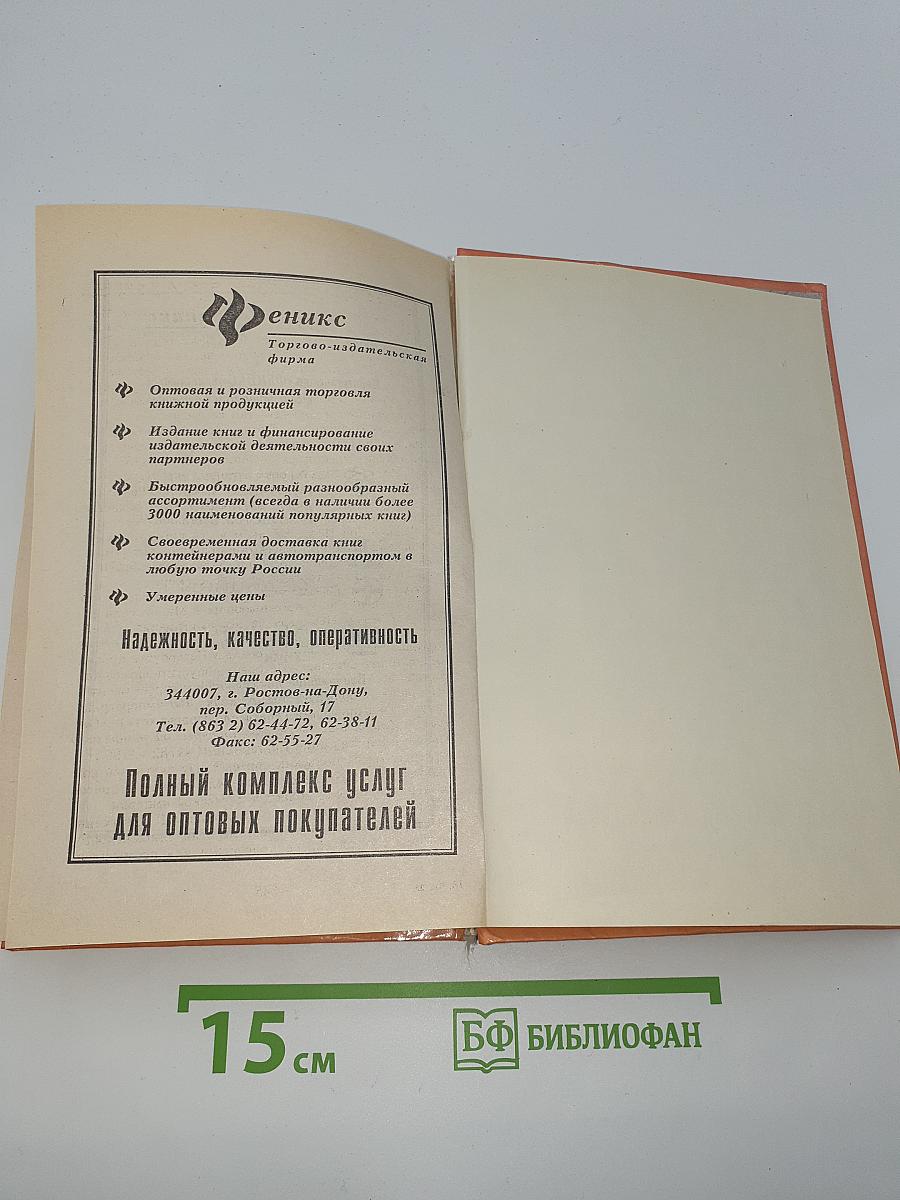 Феникс
Торгово-издательская
фирма
Оптовая и розничная торговля
книжной продукцией
Издание книг и финансирование
издательской деятельности своих
партнеров
Быстрообновляемый разнообразный
ассортимент (всегда в наличии более
3000 наименований популярных книг)
Своевременная доставка книг
контейнерами и автотранспортом в
любую точку России
Умеренные цены
Надежность, качество, оперативность
Наш адрес:
344007, г. Ростов-на-Дону,
пер. Соборный, 17
Тел. (863 2) 62-44-72, 62-38-11
Факс: 62-55-27
Полный комплекс услуг
для оптовых покупателей
15 см
БФ БИБЛИОФАН